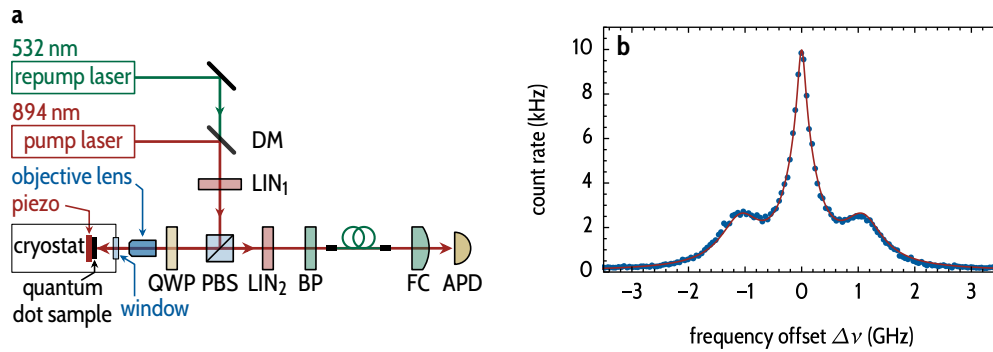 a
532 nm
repump laser
894 nm
pump laser
DM
objective lens
LIN₁
piezo
cryostat
QWP PBS LIN₂ BP FC APD
quantum
dot sample
window
b
10
8
6
4
2
0
count rate (kHz)
−3 −2 −1 0 1 2 3
frequency offset Δν (GHz)